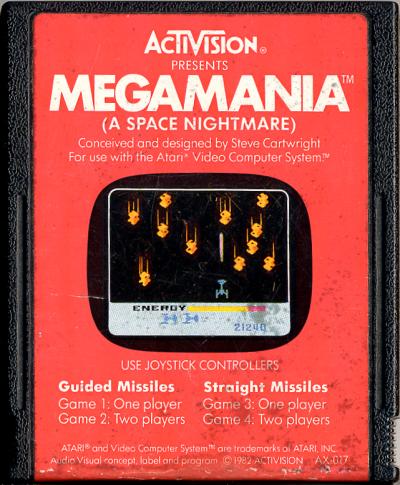 ACTIVISION®
PRESENTS
MEGAMANIA™
(A SPACE NIGHTMARE)
Conceived and designed by Steve Cartwright
For use with the Atari® Video Computer System™
ENERGY
21240
USE JOYSTICK CONTROLLERS
Guided Missiles Straight Missiles
Game 1: One player Game 3: One player
Game 2: Two players Game 4: Two players
ATARI® and Video Computer System™ are trademarks of ATARI, INC.
Audio Visual concept, label and program © 1982 ACTIVISION AX-017